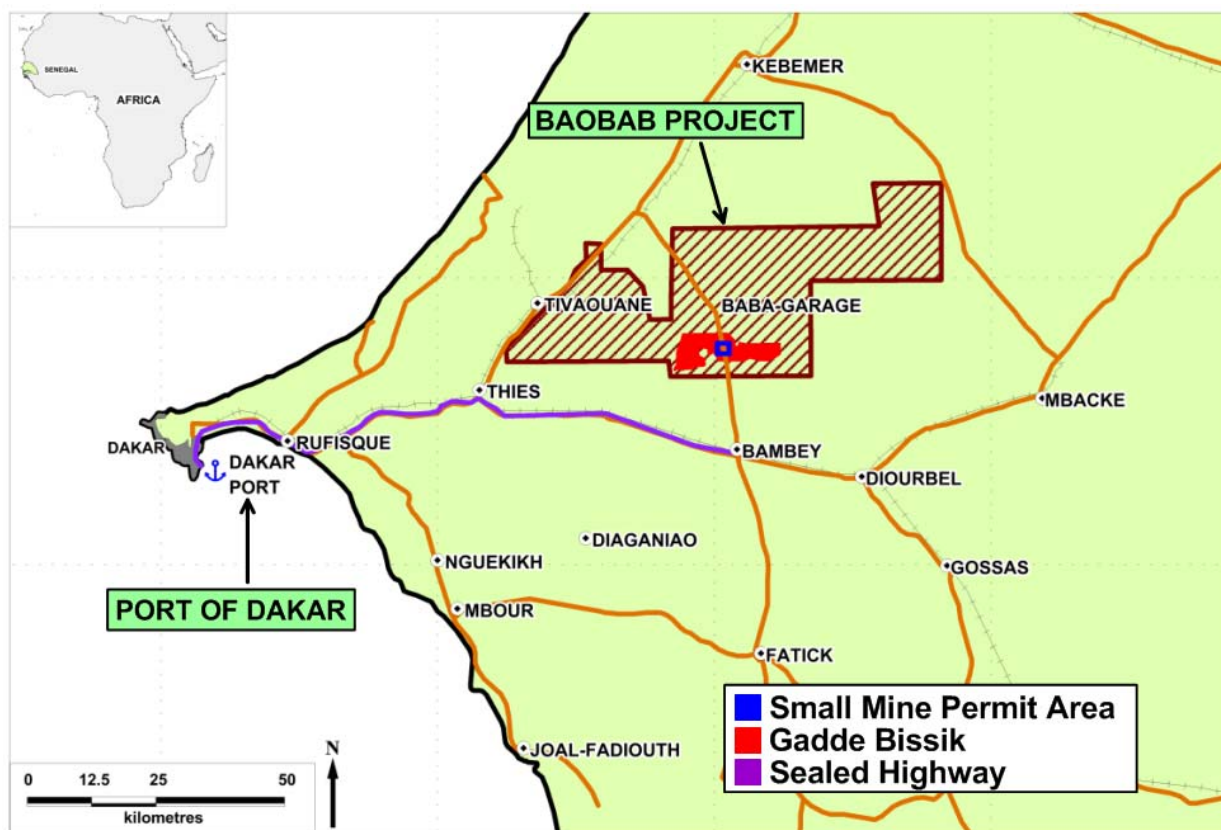 SENEGAL
AFRICA
KEBEMER
BAOBAB PROJECT
TIVAOUANE
BABA-GARAGE
THIES
MBACKE
DAKAR
RUFISQUE
DAKAR
PORT
BAMBEY
DIOURBEL
DIAGANIAO
NGUEKIKH
GOSSAS
PORT OF DAKAR
MBOUR
FATICK
Small Mine Permit Area
Gadde Bissik
Sealed Highway
JOAL-FADIOUTH
N
0 12.5 25 50
kilometres